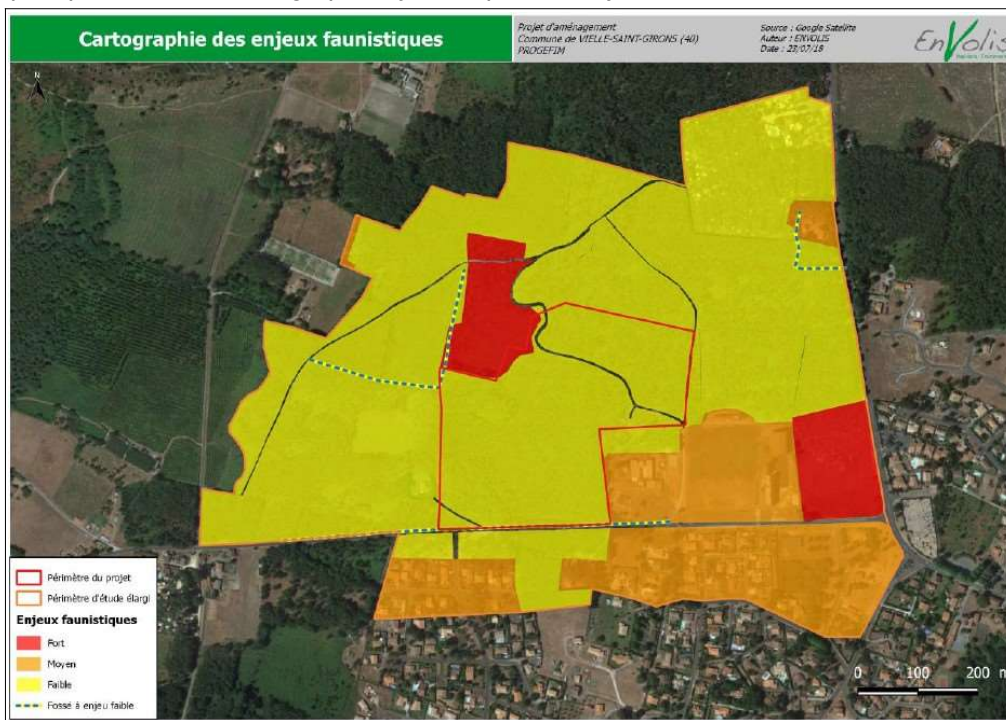 Cartographie des enjeux faunistiques
Projet d'aménagement
Commune de VIELLE-SAINT-GIRONS (40)
PROGEFIM
Source : Google Satellite
Auteur : ENVOLIS
Date : 23/07/18
EnVolis
N
Périmètre du projet
Périmètre d'étude élargi
Enjeux faunistiques
Fort
Moyen
Faible
Fossé à enjeu faible
0 100 200 m